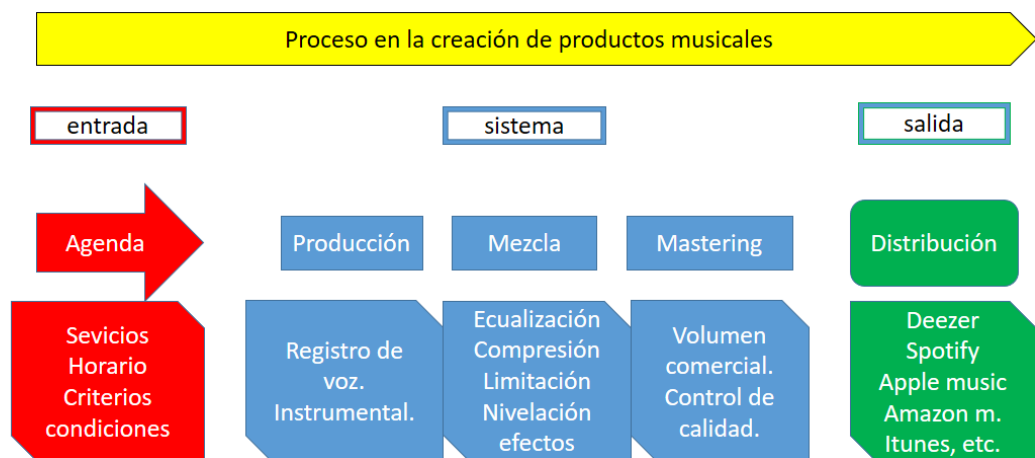 Proceso en la creación de productos musicales
entrada
sistema
salida
Agenda
Producción
Mezcla
Mastering
Distribución
Sevicios
Horario
Criterios
condiciones
Registro de
voz.
Instrumental.
Ecualización
Compresión
Limitación
Nivelación
efectos
Volumen
comercial.
Control de
calidad.
Deezer
Spotify
Apple music
Amazon m.
Itunes, etc.